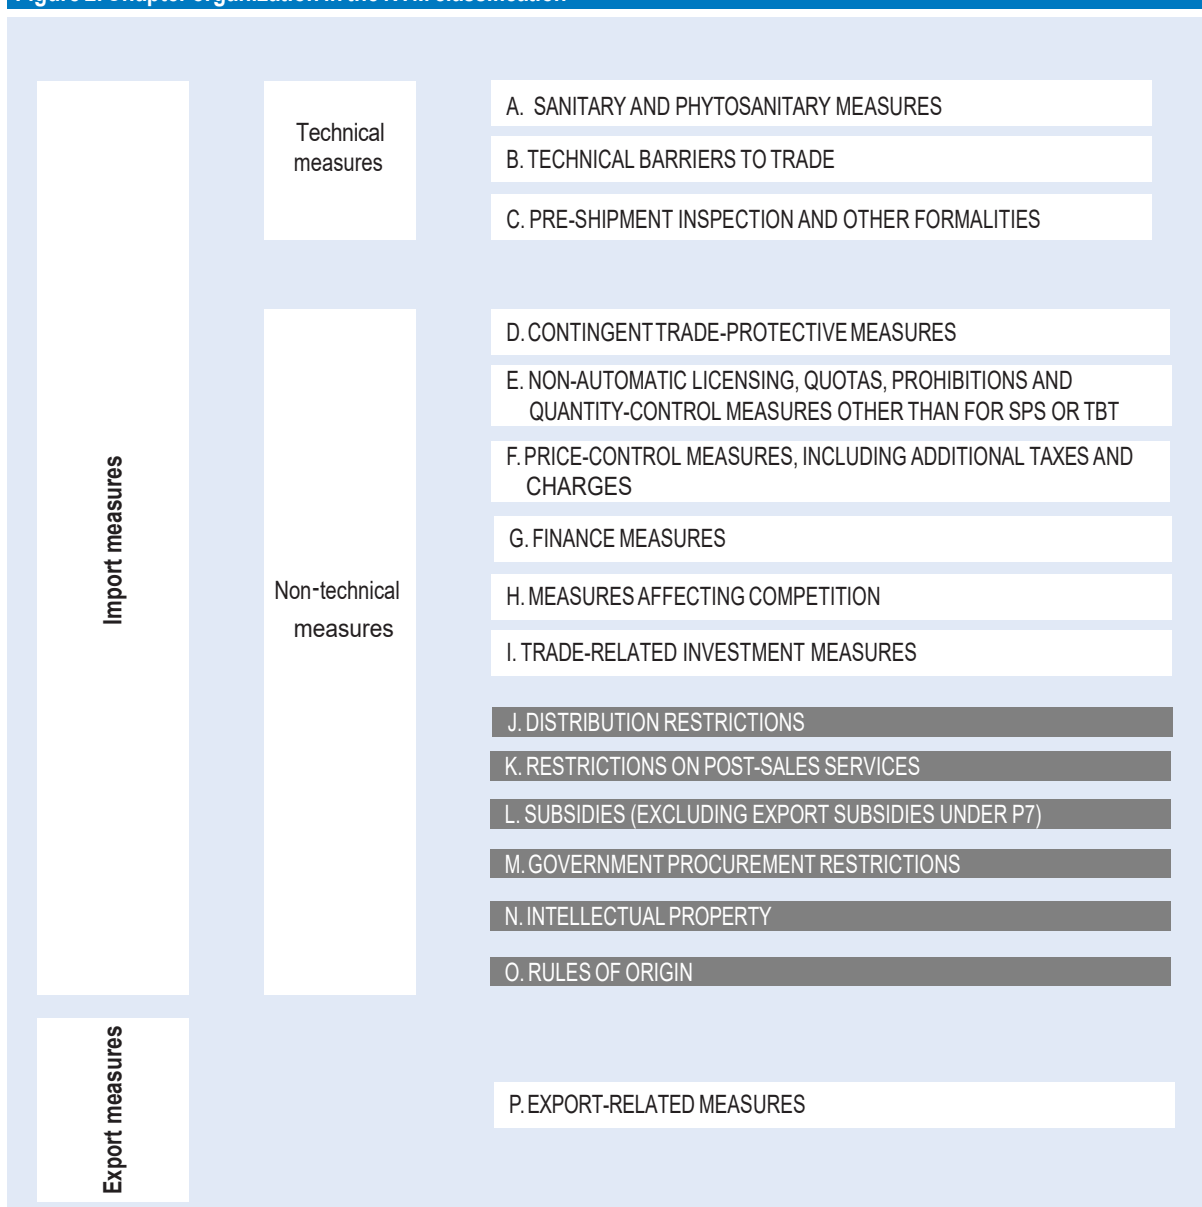 Import measures
Technical
measures
A. SANITARY AND PHYTOSANITARY MEASURES
B. TECHNICAL BARRIERS TO TRADE
C. PRE-SHIPMENT INSPECTION AND OTHER FORMALITIES
Non-technical
measures
D. CONTINGENT TRADE-PROTECTIVE MEASURES
E. NON-AUTOMATIC LICENSING, QUOTAS, PROHIBITIONS AND
QUANTITY-CONTROL MEASURES OTHER THAN FOR SPS OR TBT
F. PRICE-CONTROL MEASURES, INCLUDING ADDITIONAL TAXES AND
CHARGES
G. FINANCE MEASURES
H. MEASURES AFFECTING COMPETITION
I. TRADE-RELATED INVESTMENT MEASURES
J. DISTRIBUTION RESTRICTIONS
K. RESTRICTIONS ON POST-SALES SERVICES
L. SUBSIDIES (EXCLUDING EXPORT SUBSIDIES UNDER P7)
M. GOVERNMENT PROCUREMENT RESTRICTIONS
N. INTELLECTUAL PROPERTY
O. RULES OF ORIGIN
Export measures
P. EXPORT-RELATED MEASURES